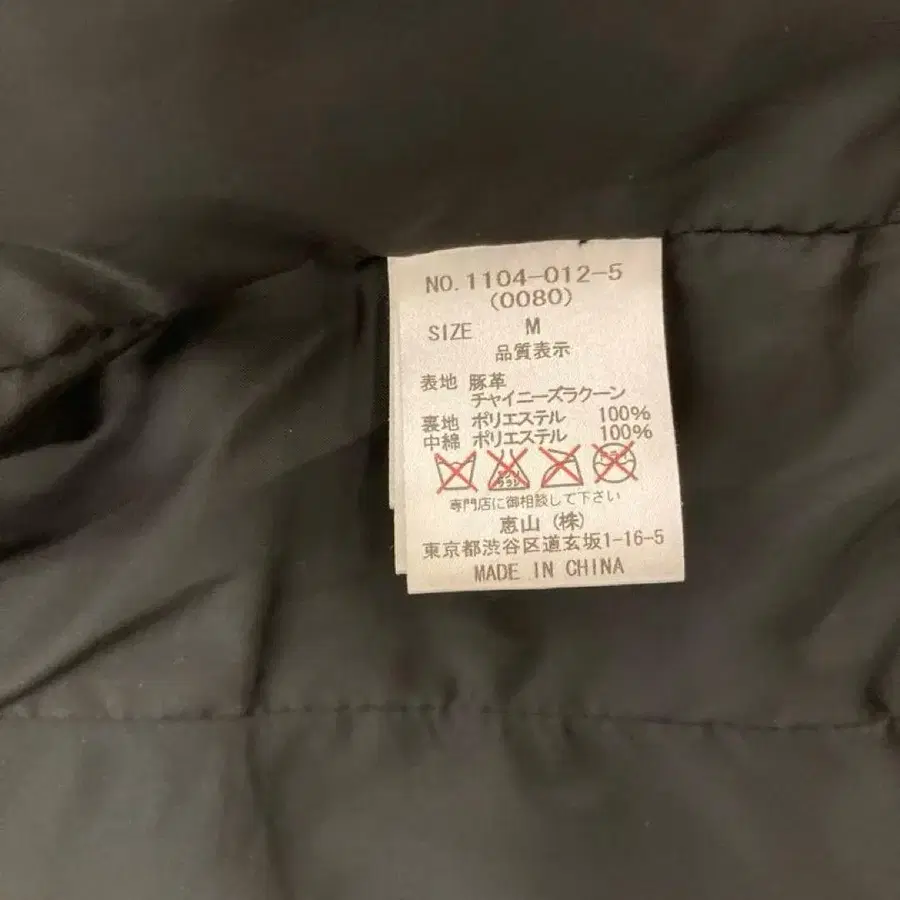 NO.1104-012-5
(0080)
SIZE M
品質表示
表地 豚革
チャイニーズラクーン
裏地 ポリエステル 100%
中綿 ポリエステル 100%
専門店に御相談して下さい
恵山(株)
東京都渋谷区道玄坂1-16-5
MADE IN CHINA